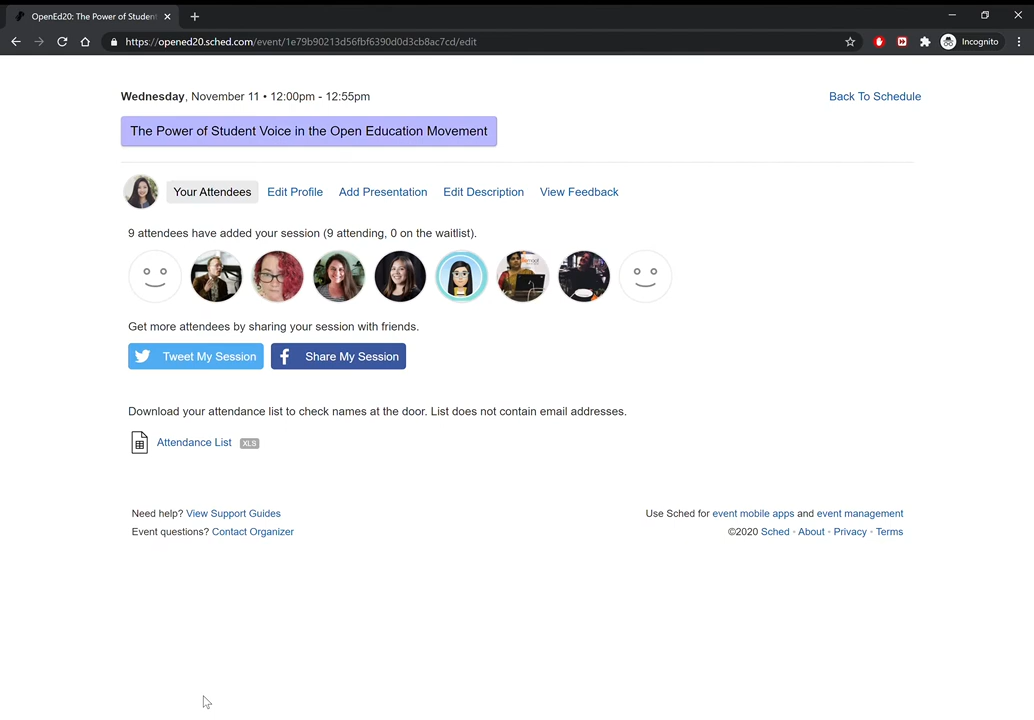 OpenEd20: The Power of Student
https://opened20.sched.com/event/1e79b90213d56fbf6390d0d3cb8ac7cd/edit
Incognito
Wednesday, November 11 • 12:00pm - 12:55pm
Back To Schedule
The Power of Student Voice in the Open Education Movement
Your Attendees Edit Profile Add Presentation Edit Description View Feedback
9 attendees have added your session (9 attending, 0 on the waitlist).
Get more attendees by sharing your session with friends.
Tweet My Session Share My Session
Download your attendance list to check names at the door. List does not contain email addresses.
Attendance List XLS
Need help? View Support Guides
Use Sched for event mobile apps and event management
Event questions? Contact Organizer
©2020 Sched · About · Privacy · Terms